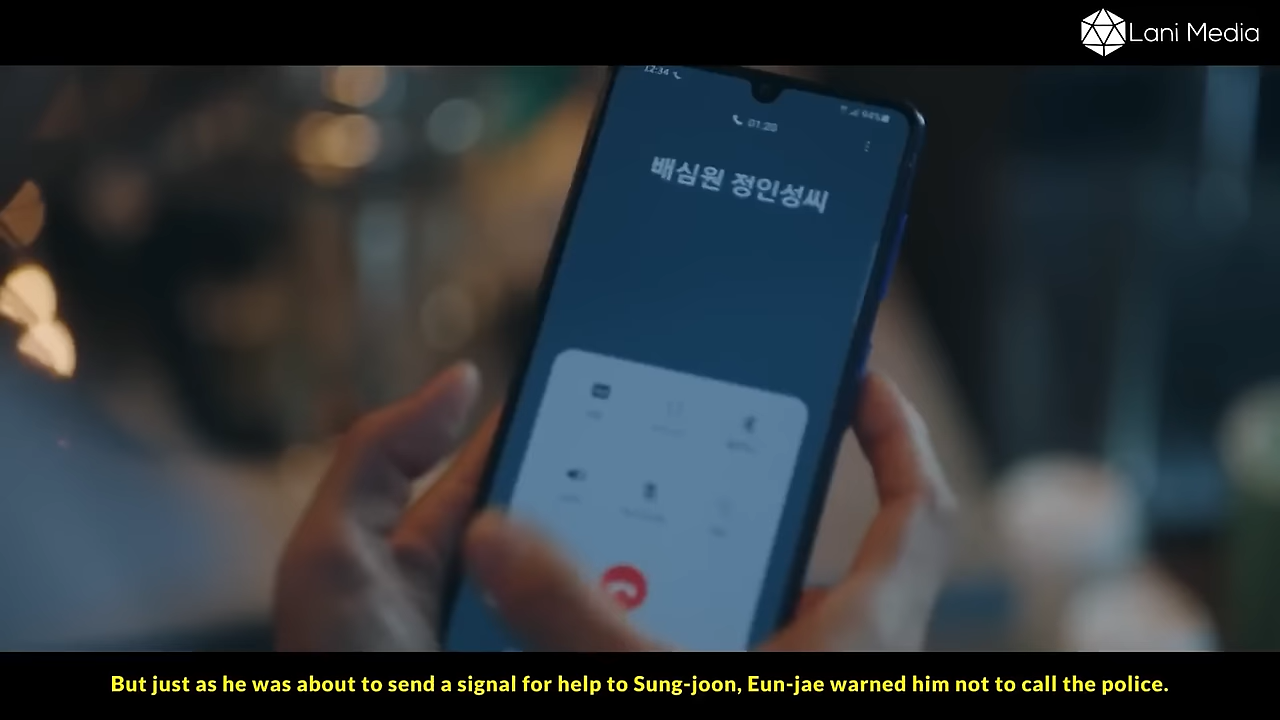 Lani Media
12:34
94%
01:20
배심원 정인성씨
But just as he was about to send a signal for help to Sung-joon, Eun-jae warned him not to call the police.